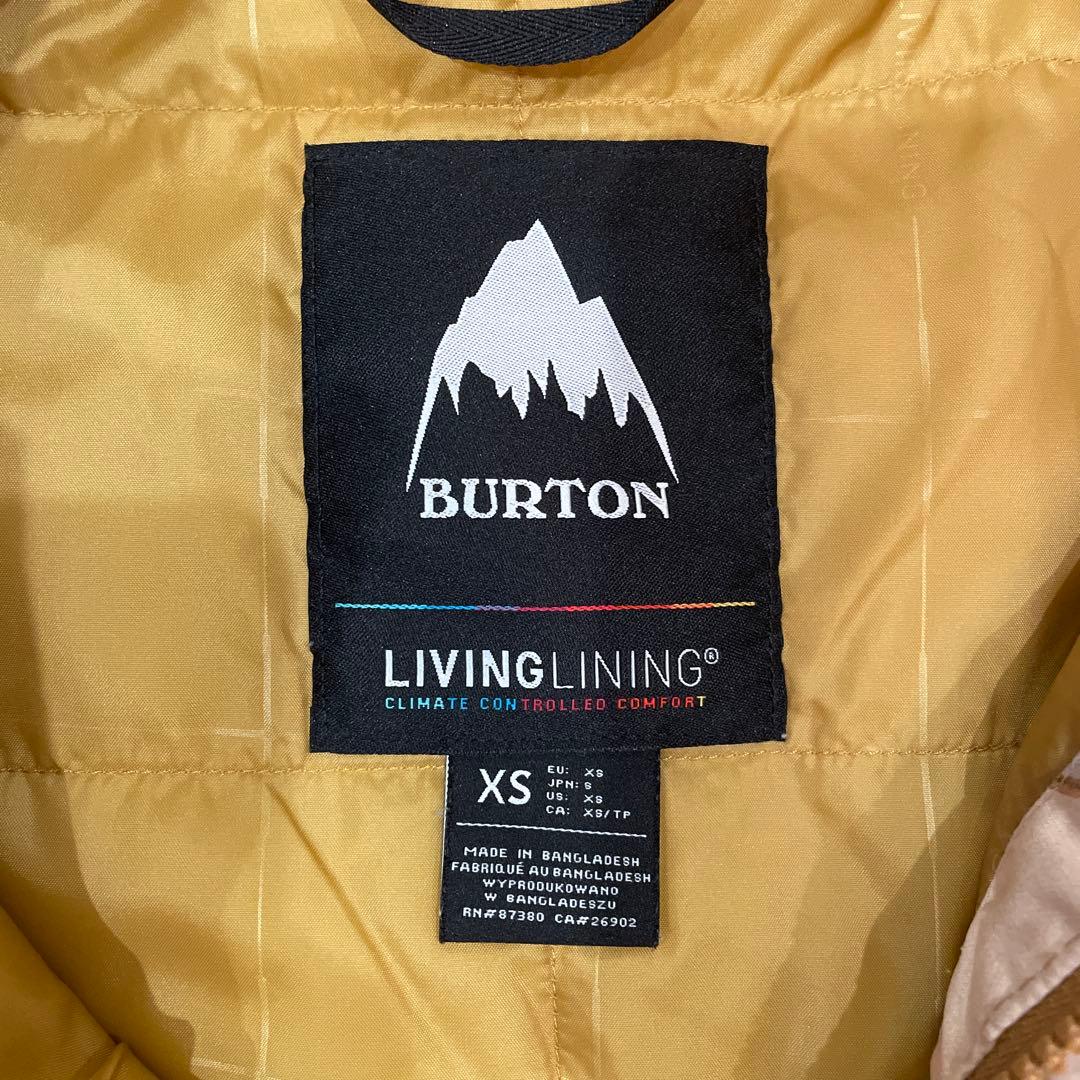 BURTON
LIVINGLINING®
CLIMATE CONTROLLED COMFORT
XS
EU: XS
JPN: S
US: XS
CA: XS/TP
MADE IN BANGLADESH
FABRIQUÉ AU BANGLADESH
WYPRODUKOWANO
W BANGLADESZU
RN#87380 CA#26902